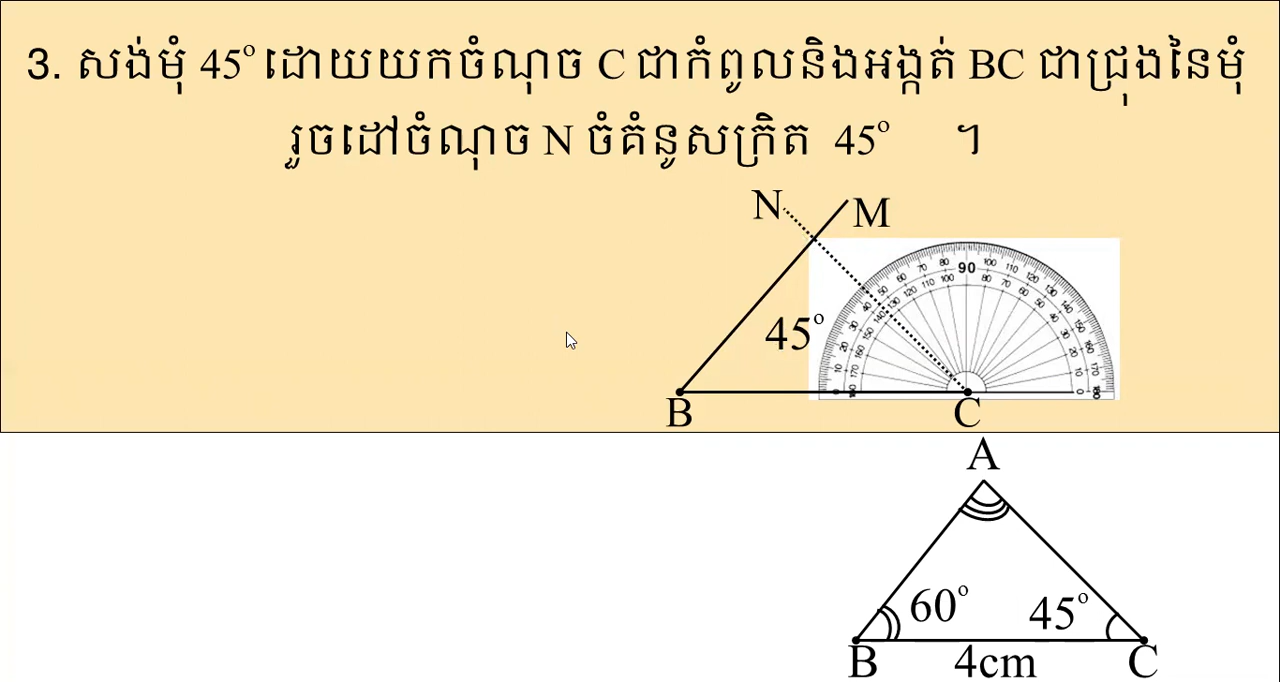 3. សង់មុំ 45° ដោយយកចំណុច C ជាកំពូលនិងអង្កត់ BC ជាជ្រុងនៃមុំ
រួចដៅចំណុច N ចំគំនូសក្រិត 45° ។
N
M
90
45°
B
C
A
60°
45°
B
4cm
C